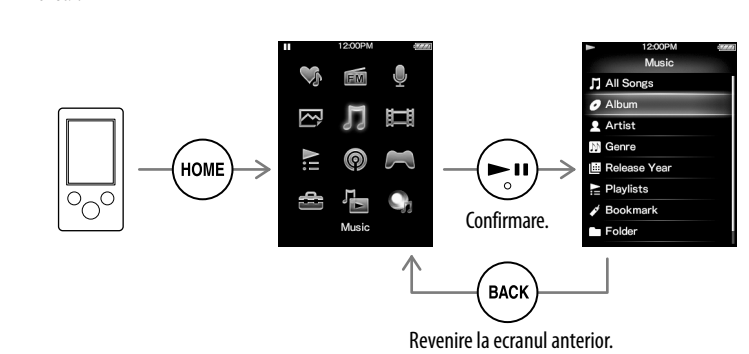 12:00PM
Music
HOME
Confirmare.
12:00PM
Music
All Songs
Album
Artist
Genre
Release Year
Playlists
Bookmark
Folder
BACK
Revenire la ecranul anterior.
FM